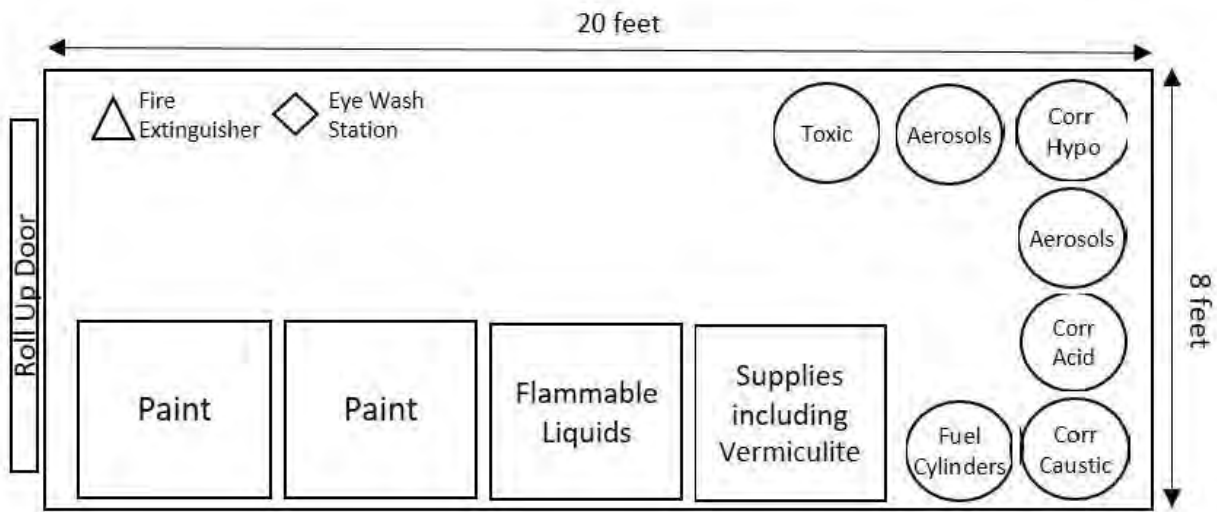 20 feet
Fire
Extinguisher
Eye Wash
Station
Toxic
Aerosols
Corr
Hypo
Aerosols
Roll Up Door
8 feet
Corr
Acid
Paint
Paint
Flammable
Liquids
Supplies
including
Vermiculite
Fuel
Cylinders
Corr
Caustic